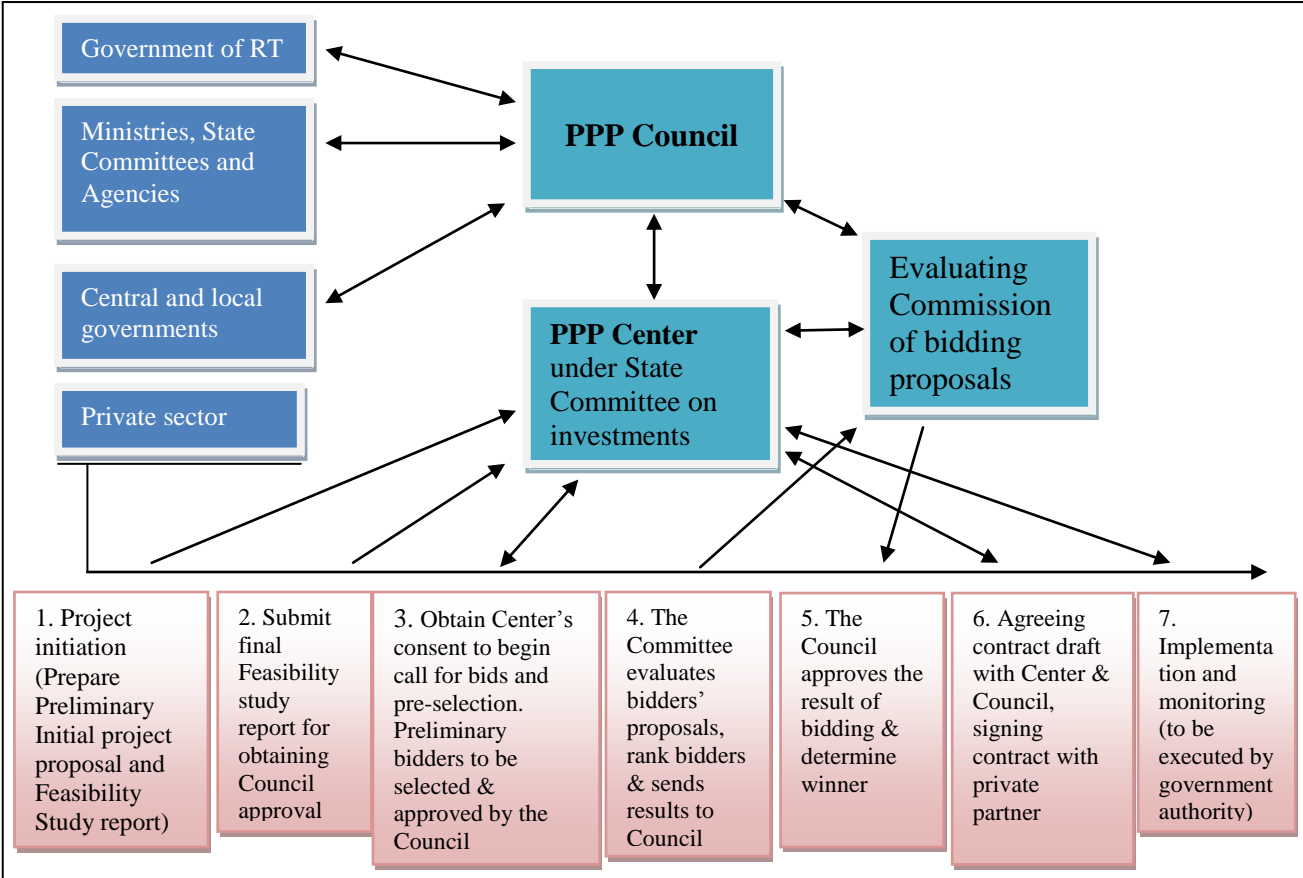 Government of RT
Ministries, State
Committees and
Agencies
Central and local
governments
Private sector
PPP Council
PPP Center
under State
Committee on
investments
Evaluating
Commission
of bidding
proposals
1. Project
initiation
(Prepare
Preliminary
Initial project
proposal and
Feasibility
Study report)
2. Submit
final
Feasibility
study
report for
obtaining
Council
approval
3. Obtain Center’s
consent to begin
call for bids and
pre-selection.
Preliminary
bidders to be
selected &
approved by the
Council
4. The
Committee
evaluates
bidders’
proposals,
rank bidders
& sends
results to
Council
5. The
Council
approves the
result of
bidding &
determine
winner
6. Agreeing
contract draft
with Center &
Council,
signing
contract with
private
partner
7.
Implementa
tion and
monitoring
(to be
executed by
government
authority)